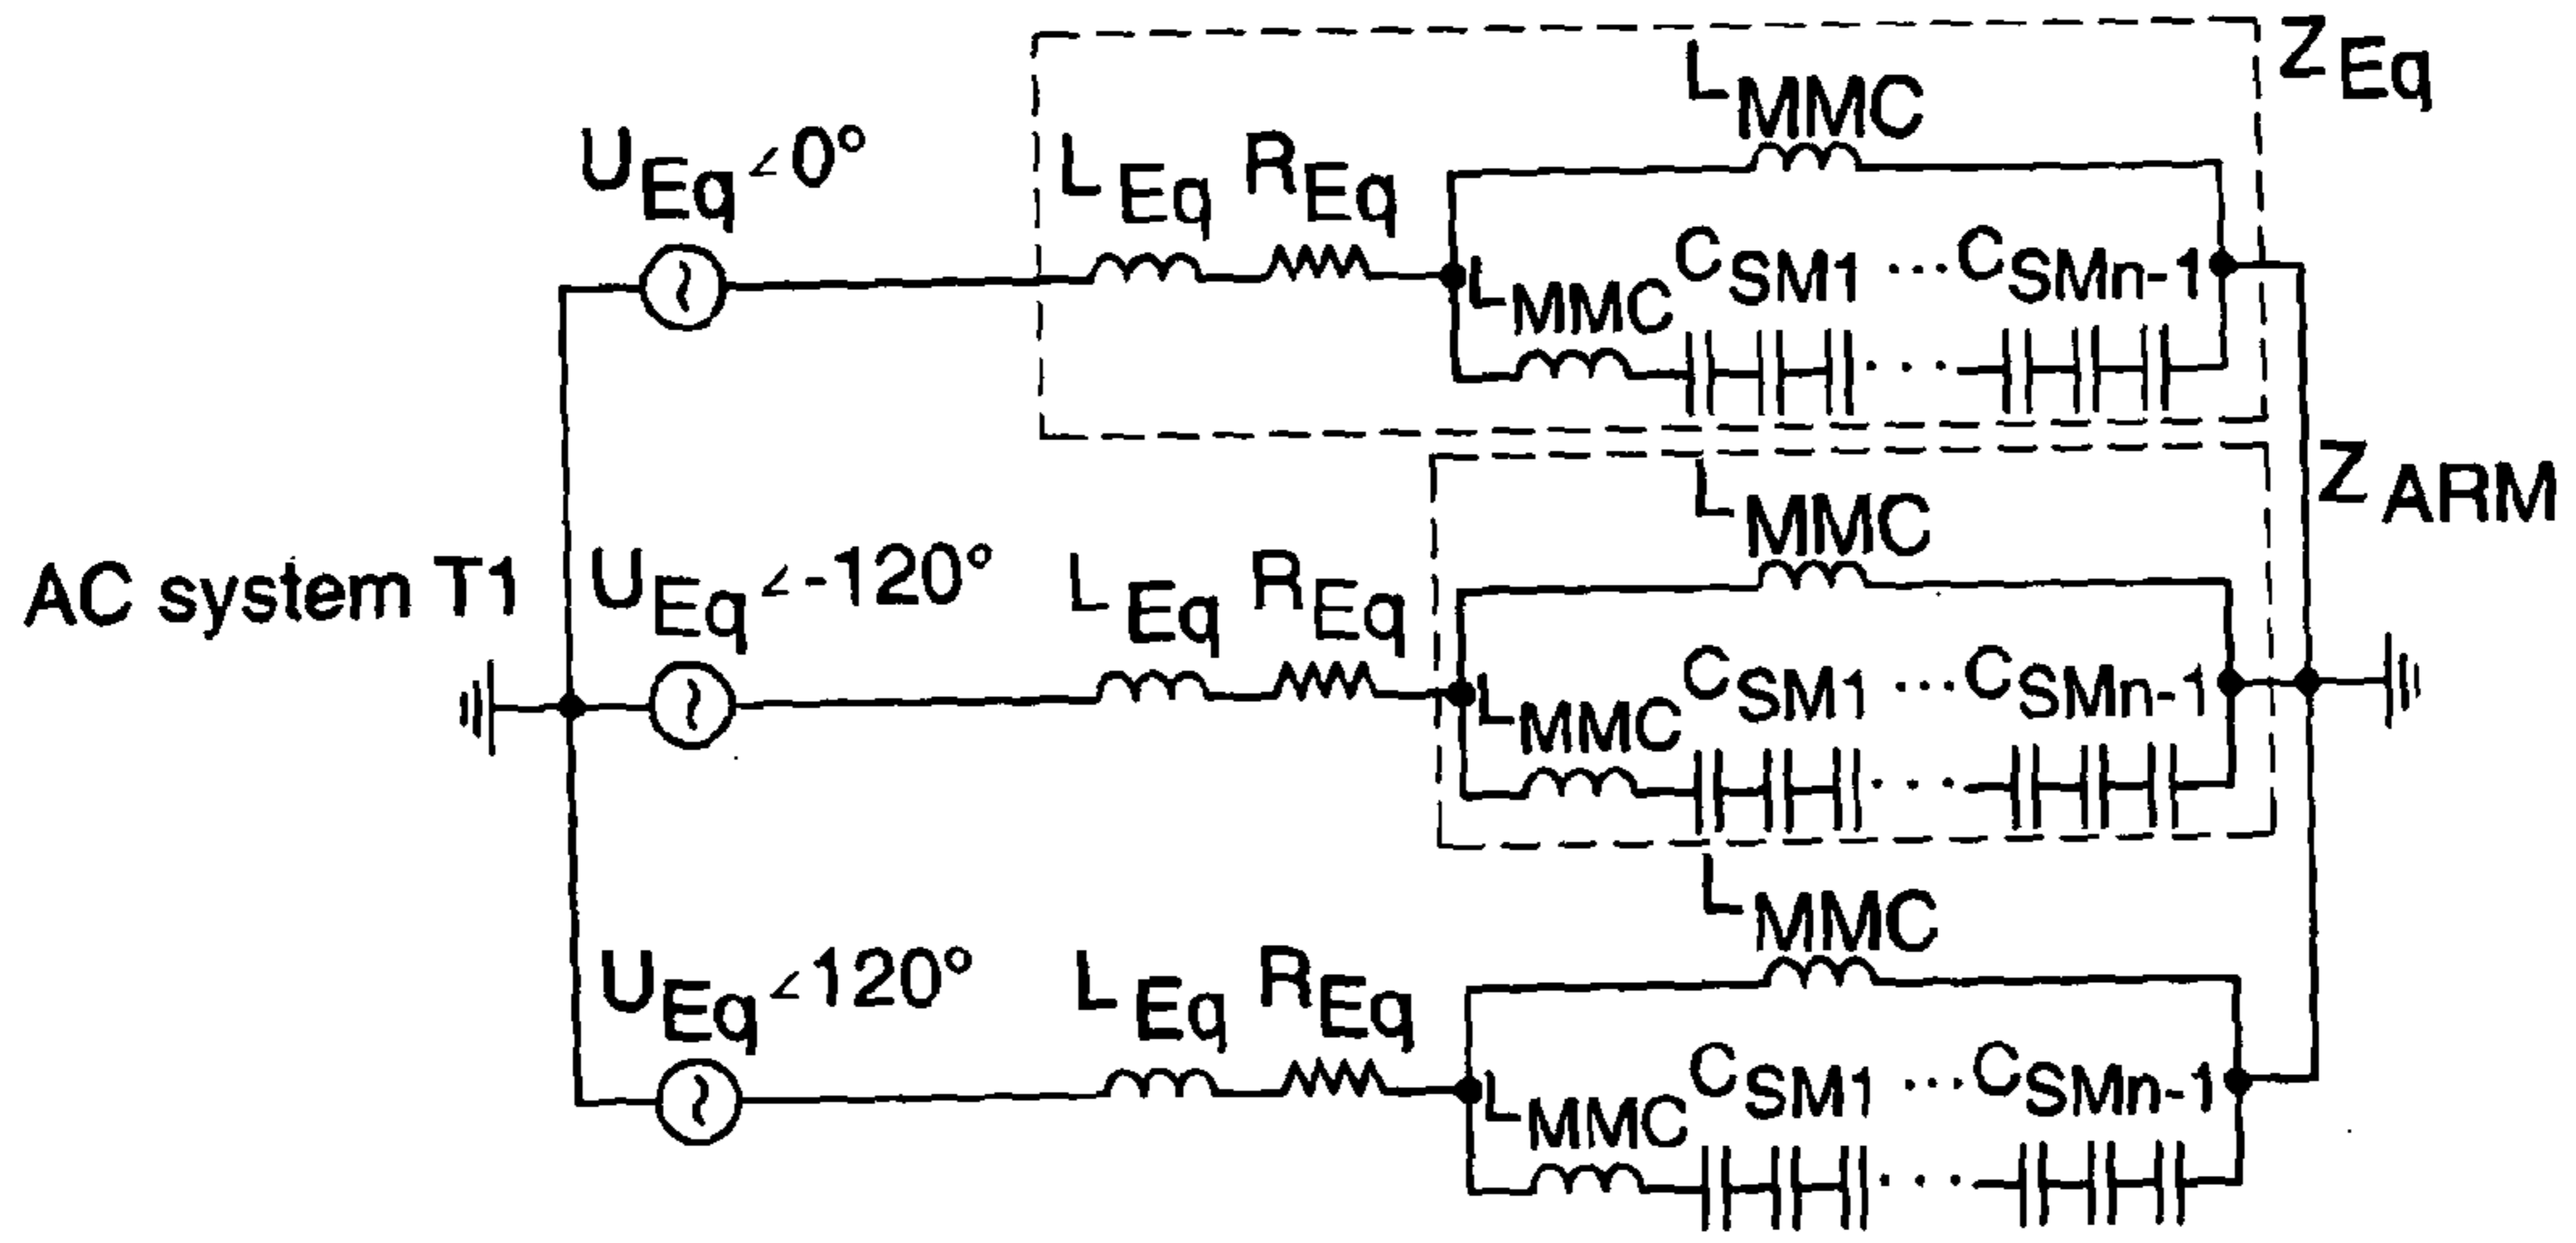 Z Eq
L MMC
U Eq ∠0°
L Eq R Eq
L MMC C SM1 ... C SMn-1
Z ARM
L MMC
AC system T1
U Eq ∠-120°
L Eq R Eq
L MMC C SM1 ... C SMn-1
L MMC
U Eq ∠120°
L Eq R Eq
L MMC C SM1 ... C SMn-1